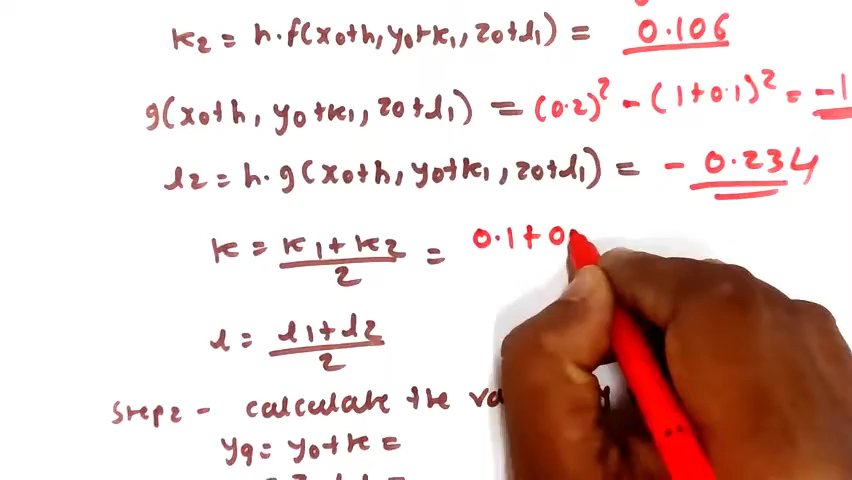 k2 = h.f(x0+h, y0+k1, z0+l1) = 0.106
g(x0+h, y0+k1, z0+l1) = (0.2)² - (1+0.1)² = -1
l2 = h.g(x0+h, y0+k1, z0+l1) = - 0.234
k = k1+k2 / 2 = 0.1+0.
l = l1+l2 / 2
Step2 - calculate the
y9 = y0+k =